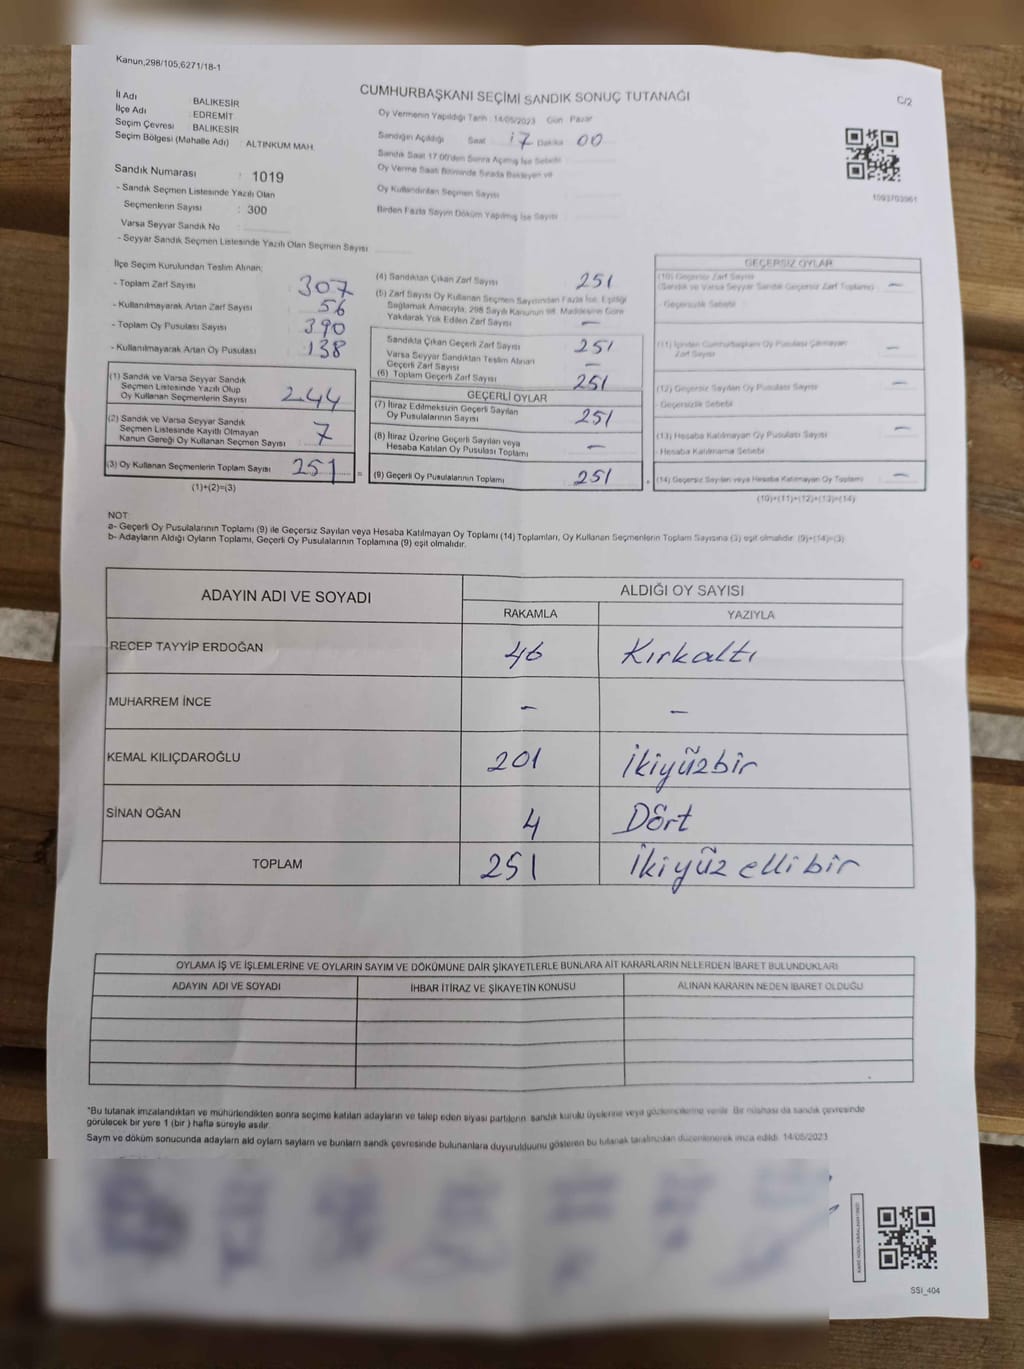 Kanun,298/105,6271/18-1
CUMHURBAŞKANI SEÇİMİ SANDIK SONUÇ TUTANAĞI
C/2
İl Adı : BALIKESİR
İlçe Adı : EDREMİT
Seçim Çevresi : BALIKESİR
Seçim Bölgesi (Mahalle Adı) : ALTINKUM MAH.
Oy Vermenin Yapıldığı Tarih : 14/05/2023 Gün Pazar
Sandığın Açıldığı Saat 17 Dakika 00
Sandık Saat 17.00'den Sonra Açılmış İse Sebebi
Oy Verme Saati Bitiminde Sırada Bekleyen ve
Oy Kullandırılan Seçmen Sayısı
Birden Fazla Sayım Döküm Yapılmış İse Sayısı
Sandık Numarası : 1019
- Sandık Seçmen Listesinde Yazılı Olan
Seçmenlerin Sayısı : 300
Varsa Seyyar Sandık No :
- Seyyar Sandık Seçmen Listesinde Yazılı Olan Seçmen Sayısı
İlçe Seçim Kurulundan Teslim Alınan;
- Toplam Zarf Sayısı 307
- Kullanılmayarak Artan Zarf Sayısı 56
- Toplam Oy Pusulası Sayısı 390
- Kullanılmayarak Artan Oy Pusulası 138
(1) Sandık ve Varsa Seyyar Sandık
Seçmen Listesinde Yazılı Olup
Oy Kullanan Seçmenlerin Sayısı 244
(2) Sandık ve Varsa Seyyar Sandık
Seçmen Listesinde Kayıtlı Olmayan
Kanun Gereği Oy Kullanan Seçmen Sayısı 7
(3) Oy Kullanan Seçmenlerin Toplam Sayısı 251 =
(1)+(2)=(3)
(4) Sandıktan Çıkan Zarf Sayısı 251
(5) Zarf Sayısı Oy Kullanan Seçmen Sayısından Fazla İse, Eşitliği
Sağlamak Amacıyla, 298 Sayılı Kanunun 98. Maddesine Göre
Yakılarak Yok Edilen Zarf Sayısı –
Sandıkta Çıkan Geçerli Zarf Sayısı 251
Varsa Seyyar Sandıktan Teslim Alınan
Geçerli Zarf Sayısı –
(6) Toplam Geçerli Zarf Sayısı 251
GEÇERLİ OYLAR
(7) İtiraz Edilmeksizin Geçerli Sayılan
Oy Pusulalarının Sayısı 251
(8) İtiraz Üzerine Geçerli Sayılan veya
Hesaba Katılan Oy Pusulası Toplamı –
(9) Geçerli Oy Pusulalarının Toplamı 251
GEÇERSİZ OYLAR
(10) Geçersiz Zarf Sayısı
(Sandık ve Varsa Seyyar Sandık Geçersiz Zarf Toplamı) –
- Geçersizlik Sebebi
(11) İçinden Cumhurbaşkanı Oy Pusulası Çıkmayan
Zarf Sayısı –
(12) Geçersiz Sayılan Oy Pusulası Sayısı –
- Geçersizlik Sebebi
(13) Hesaba Katılmayan Oy Pusulası Sayısı –
- Hesaba Katılmama Sebebi
(14) Geçersiz Sayılan veya Hesaba Katılmayan Oy Toplamı –
(10)+(11)+(12)+(13)=(14)
NOT:
a- Geçerli Oy Pusulalarının Toplamı (9) ile Geçersiz Sayılan veya Hesaba Katılmayan Oy Toplamı (14) Toplamları, Oy Kullanan Seçmenlerin Toplam Sayısına (3) eşit olmalıdır. (9)+(14)=(3)
b- Adayların Aldığı Oyların Toplamı, Geçerli Oy Pusulalarının Toplamına (9) eşit olmalıdır.
ADAYIN ADI VE SOYADI
ALDIĞI OY SAYISI
RAKAMLA YAZIYLA
RECEP TAYYİP ERDOĞAN 46 Kırkaltı
MUHARREM İNCE – –
KEMAL KILIÇDAROĞLU 201 İkiyüzbir
SİNAN OĞAN 4 Dört
TOPLAM 251 İkiyüz elli bir
OYLAMA İŞ VE İŞLEMLERİNE VE OYLARIN SAYIM VE DÖKÜMÜNE DAİR ŞİKAYETLERLE BUNLARA AİT KARARLARIN NELERDEN İBARET BULUNDUKLARI
ADAYIN ADI VE SOYADI İHBAR İTİRAZ VE ŞİKAYETİN KONUSU ALINAN KARARIN NEDEN İBARET OLDUĞU
*Bu tutanak imzalandıktan ve mühürlendikten sonra seçime katılan adayların ve talep eden siyasi partilerin sandık kurulu üyelerine veya gözlemcilerine verilir. Bir nüshası da sandık çevresinde
görülecek bir yere 1 (bir ) hafta süreyle asılır.
Sayım ve döküm sonucunda adayların ald oyların sayların ve bunların sandk çevresinde bulunanlara duyurulduunu gösteren bu tutanak tarafımızdan düzenlenerek imza edildi. 14/05/2023
SSI_404